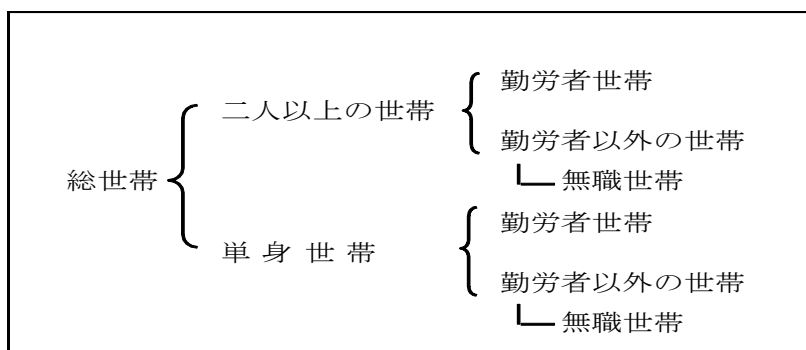 総世帯
二人以上の世帯
勤労者世帯
勤労者以外の世帯
無職世帯
単身世帯
勤労者世帯
勤労者以外の世帯
無職世帯